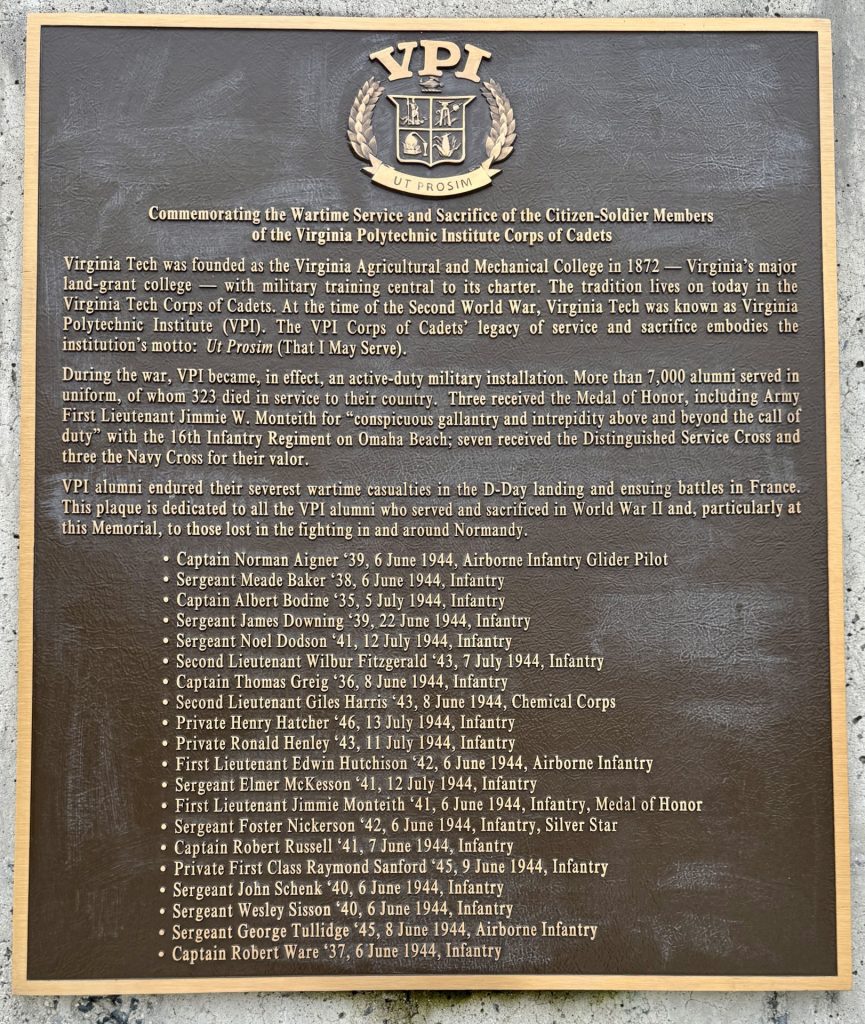 VPI
UT PROSIM
Commemorating the Wartime Service and Sacrifice of the Citizen-Soldier Members
of the Virginia Polytechnic Institute Corps of Cadets
Virginia Tech was founded as the Virginia Agricultural and Mechanical College in 1872 — Virginia's major
land-grant college — with military training central to its charter. The tradition lives on today in the
Virginia Tech Corps of Cadets. At the time of the Second World War, Virginia Tech was known as Virginia
Polytechnic Institute (VPI). The VPI Corps of Cadets' legacy of service and sacrifice embodies the
institution's motto: Ut Prosim (That I May Serve).
During the war, VPI became, in effect, an active-duty military installation. More than 7,000 alumni served in
uniform, of whom 323 died in service to their country. Three received the Medal of Honor, including Army
First Lieutenant Jimmie W. Monteith for “conspicuous gallantry and intrepidity above and beyond the call of
duty” with the 16th Infantry Regiment on Omaha Beach; seven received the Distinguished Service Cross and
three the Navy Cross for their valor.
VPI alumni endured their severest wartime casualties in the D-Day landing and ensuing battles in France.
This plaque is dedicated to all the VPI alumni who served and sacrificed in World War II and, particularly at
this Memorial, to those lost in the fighting in and around Normandy.
• Captain Norman Aigner ‘39, 6 June 1944, Airborne Infantry Glider Pilot
• Sergeant Meade Baker ‘38, 6 June 1944, Infantry
• Captain Albert Bodine ‘35, 5 July 1944, Infantry
• Sergeant James Downing ‘39, 22 June 1944, Infantry
• Sergeant Noel Dodson ‘41, 12 July 1944, Infantry
• Second Lieutenant Wilbur Fitzgerald ‘43, 7 July 1944, Infantry
• Captain Thomas Greig ‘36, 8 June 1944, Infantry
• Second Lieutenant Giles Harris ‘43, 8 June 1944, Chemical Corps
• Private Henry Hatcher ‘46, 13 July 1944, Infantry
• Private Ronald Henley ‘43, 11 July 1944, Infantry
• First Lieutenant Edwin Hutchison ‘42, 6 June 1944, Airborne Infantry
• Sergeant Elmer McKesson ‘41, 12 July 1944, Infantry
• First Lieutenant Jimmie Monteith ‘41, 6 June 1944, Infantry, Medal of Honor
• Sergeant Foster Nickerson ‘42, 6 June 1944, Infantry, Silver Star
• Captain Robert Russell ‘41, 7 June 1944, Infantry
• Private First Class Raymond Sanford ‘45, 9 June 1944, Infantry
• Sergeant John Schenk ‘40, 6 June 1944, Infantry
• Sergeant Wesley Sisson ‘40, 6 June 1944, Infantry
• Sergeant George Tullidge ‘45, 8 June 1944, Airborne Infantry
• Captain Robert Ware ‘37, 6 June 1944, Infantry